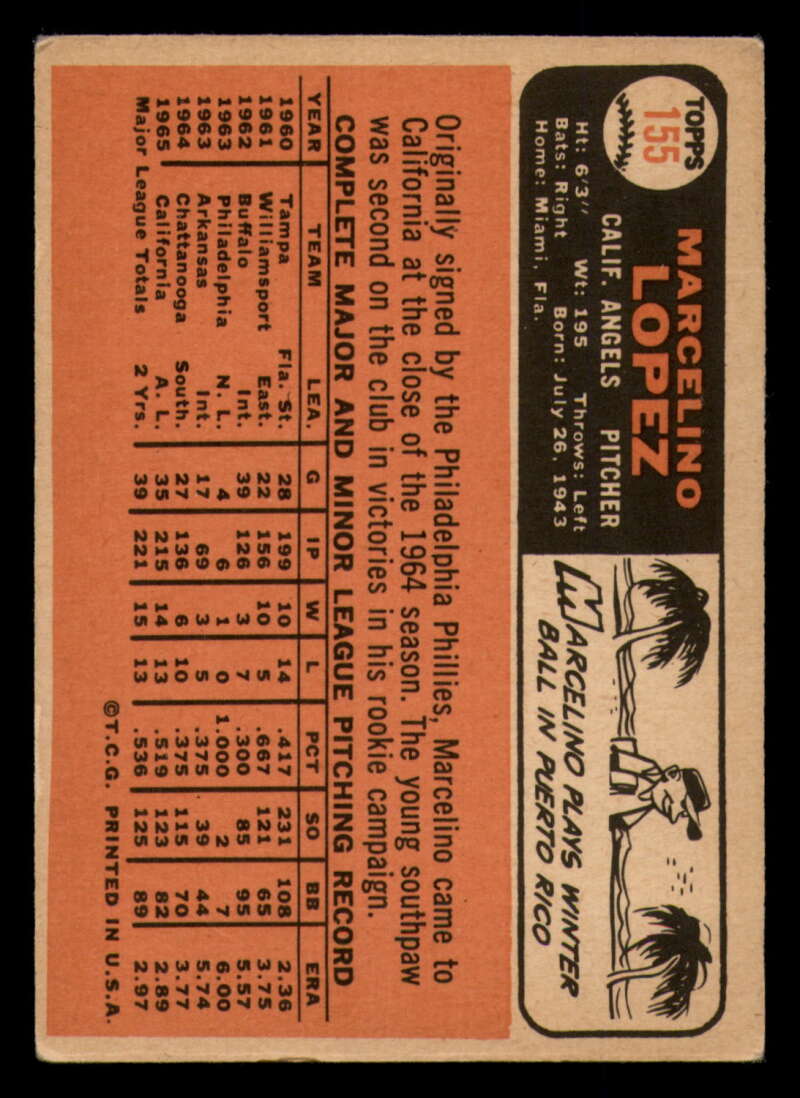 TOPPS
155
MARCELINO
LOPEZ
CALIF. ANGELS PITCHER
Ht: 6'3" Wt: 195 Throws: Left
Bats: Right Born: July 26, 1943
Home: Miami, Fla.
MARCELINO PLAYS WINTER
BALL IN PUERTO RICO
Originally signed by the Philadelphia Phillies, Marcelino came to
California at the close of the 1964 season. The young southpaw
was second on the club in victories in his rookie campaign.
COMPLETE MAJOR AND MINOR LEAGUE PITCHING RECORD
YEAR TEAM LEA. G IP W L PCT SO BB ERA
1960 Tampa Fla. St. 28 199 10 14 .417 231 108 2.36
1961 Williamsport East. 22 156 10 5 .667 121 65 3.75
1962 Buffalo Int. 39 126 3 7 .300 85 95 5.57
1963 Philadelphia N. L. 4 6 1 0 1.000 2 7 6.00
1963 Arkansas Int. 17 69 3 5 .375 39 44 5.74
1964 Chattanooga South. 27 136 6 10 .375 115 70 3.77
1965 California A. L. 35 215 14 13 .519 123 82 2.89
Major League Totals 2 Yrs. 39 221 15 13 .536 125 89 2.97
©T.C.G. PRINTED IN U.S.A.